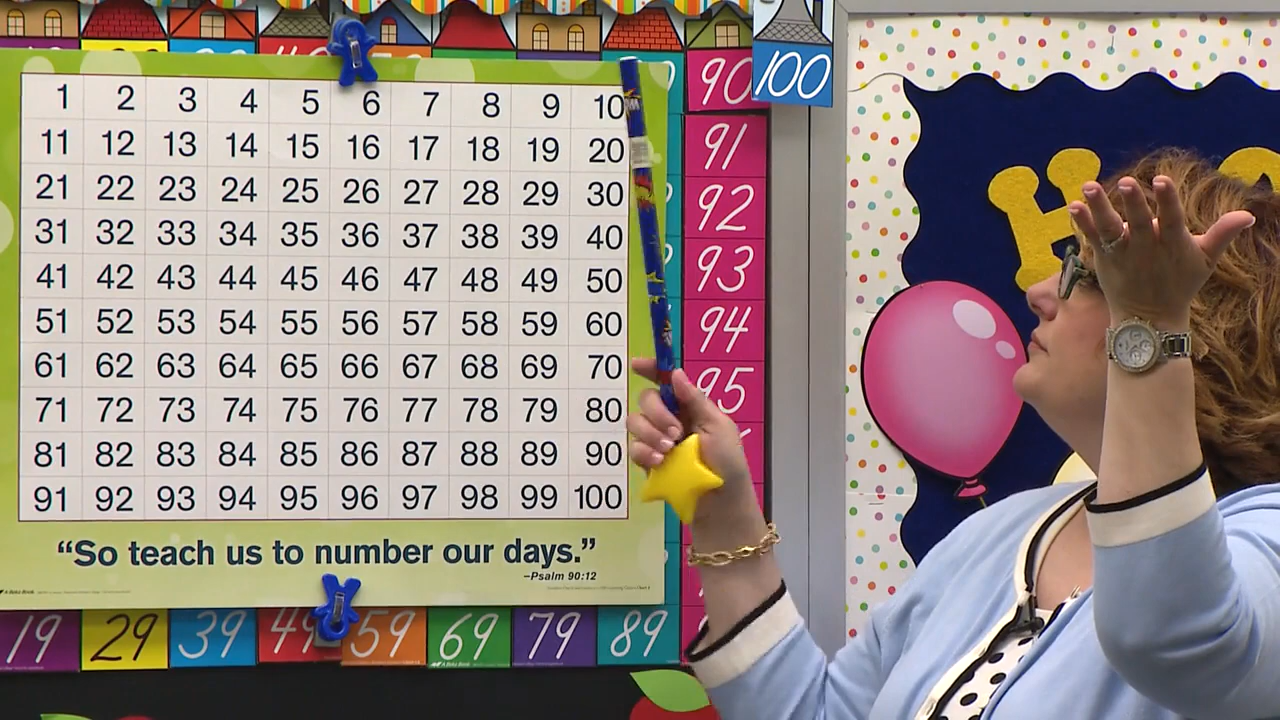 1 2 3 4 5 6 7 8 9 10
11 12 13 14 15 16 17 18 19 20
21 22 23 24 25 26 27 28 29 30
31 32 33 34 35 36 37 38 39 40
41 42 43 44 45 46 47 48 49 50
51 52 53 54 55 56 57 58 59 60
61 62 63 64 65 66 67 68 69 70
71 72 73 74 75 76 77 78 79 80
81 82 83 84 85 86 87 88 89 90
91 92 93 94 95 96 97 98 99 100
“So teach us to number our days.”
–Psalm 90:12
A Beka Book
19 29 39 49 59 69 79 89
90
91
92
93
94
95
100
H